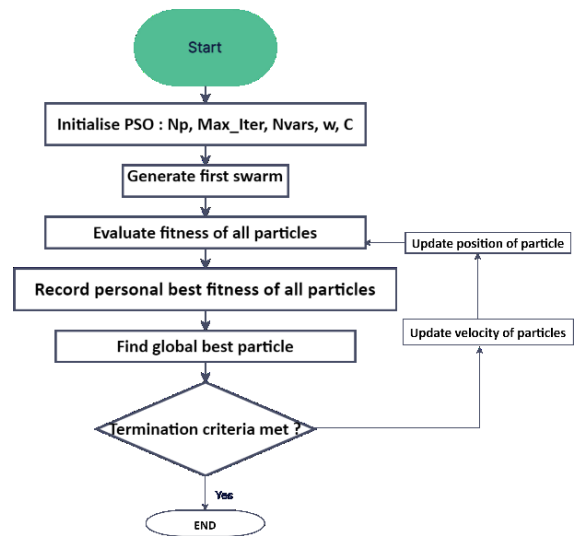 Start
Initialise PSO : Np, Max_Iter, Nvars, w, C
Generate first swarm
Evaluate fitness of all particles
Update position of particle
Record personal best fitness of all particles
Update velocity of particles
Find global best particle
Termination criteria met ?
Yes
END